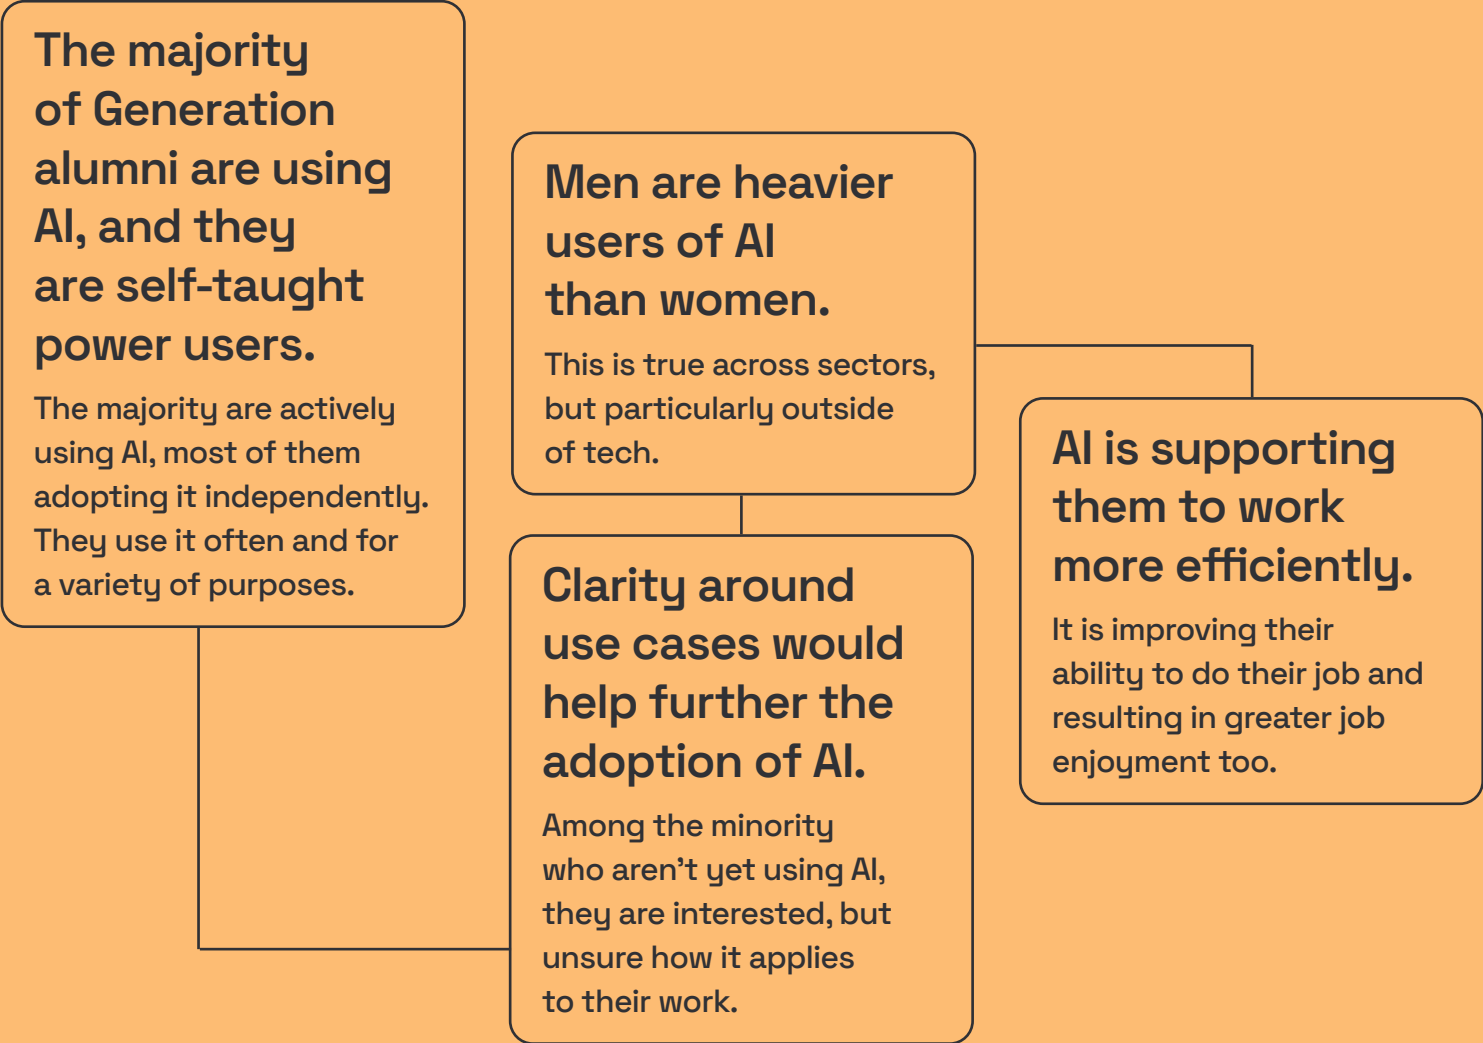 The majority
of Generation
alumni are using
AI, and they
are self-taught
power users.
The majority are actively
using AI, most of them
adopting it independently.
They use it often and for
a variety of purposes.
Men are heavier
users of AI
than women.
This is true across sectors,
but particularly outside
of tech.
Clarity around
use cases would
help further the
adoption of AI.
Among the minority
who aren’t yet using AI,
they are interested, but
unsure how it applies
to their work.
AI is supporting
them to work
more efficiently.
It is improving their
ability to do their job and
resulting in greater job
enjoyment too.